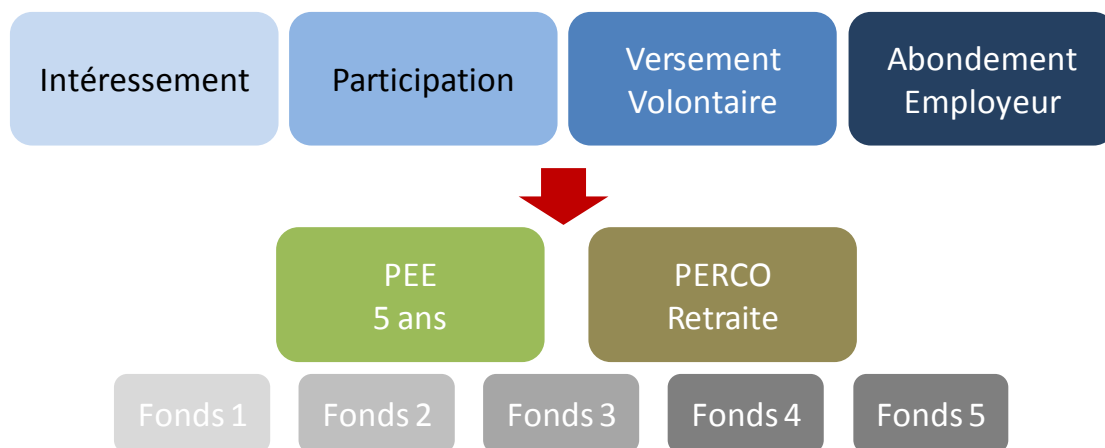 Intéressement
Participation
Versement
Volontaire
Abondement
Employeur
PEE
5 ans
PERCO
Retraite
Fonds 1
Fonds 2
Fonds 3
Fonds 4
Fonds 5